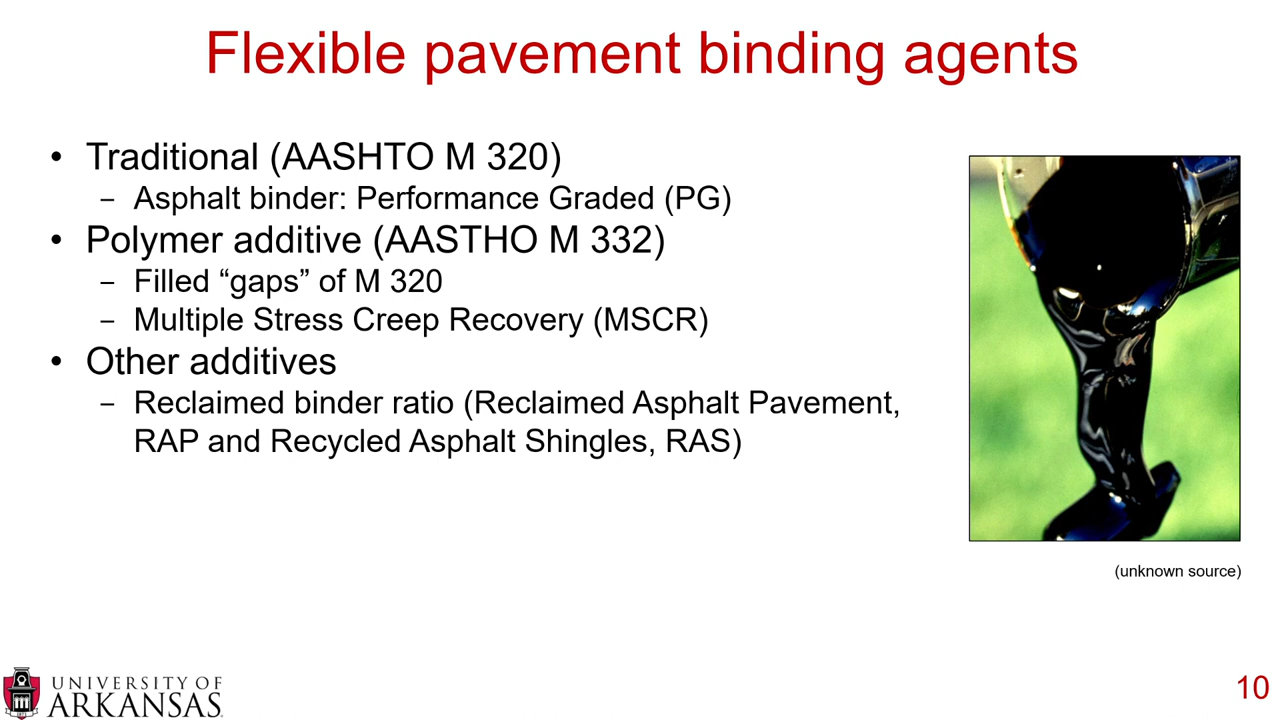 Flexible pavement binding agents
• Traditional (AASHTO M 320)
– Asphalt binder: Performance Graded (PG)
• Polymer additive (AASTHO M 332)
– Filled “gaps” of M 320
– Multiple Stress Creep Recovery (MSCR)
• Other additives
– Reclaimed binder ratio (Reclaimed Asphalt Pavement,
RAP and Recycled Asphalt Shingles, RAS)
(unknown source)
UNIVERSITY OF
ARKANSAS
10